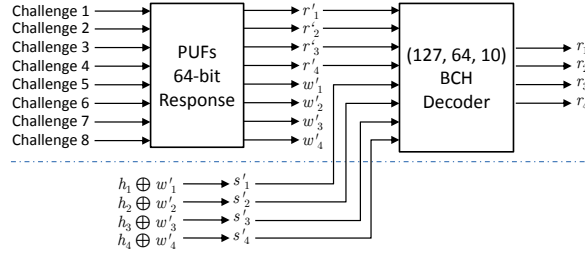 Challenge 1
Challenge 2
Challenge 3
Challenge 4
Challenge 5
Challenge 6
Challenge 7
Challenge 8
PUFs
64-bit
Response
r'₁
r'₂
r'₃
r'₄
w'₁
w'₂
w'₃
w'₄
(127, 64, 10)
BCH
Decoder
h₁ ⊕ w'₁ s'₁
h₂ ⊕ w'₂ s'₂
h₃ ⊕ w'₃ s'₃
h₄ ⊕ w'₄ s'₄